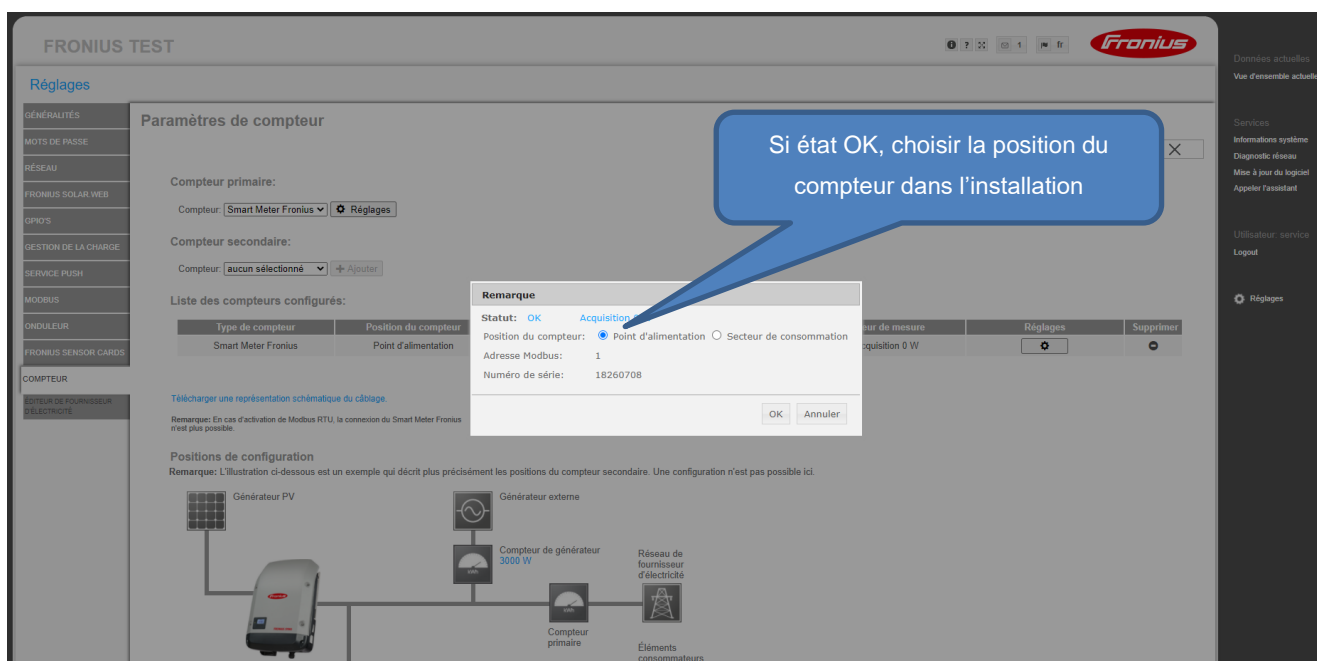 FRONIUS TEST
1
fr
Fronius
Réglages
GÉNÉRALITÉS
MOTS DE PASSE
RÉSEAU
FRONIUS SOLAR WEB
GPIO'S
GESTION DE LA CHARGE
SERVICE PUSH
MODBUS
ONDULEUR
FRONIUS SENSOR CARDS
COMPTEUR
ÉDITEUR DE FOURNISSEUR
D'ÉLECTRICITÉ
Paramètres de compteur
Si état OK, choisir la position du
compteur dans l'installation
Compteur primaire:
Compteur: Smart Meter Fronius Réglages
Compteur secondaire:
Compteur: aucun sélectionné + Ajouter
Liste des compteurs configurés:
Type de compteur Position du compteur eur de mesure Réglages Supprimer
Smart Meter Fronius Point d'alimentation cquisition 0 W
Remarque
Statut: OK Acquisition
Position du compteur: Point d'alimentation Secteur de consommation
Adresse Modbus: 1
Numéro de série: 18260708
OK Annuler
Télécharger une représentation schématique du câblage.
Remarque: En cas d'activation de Modbus RTU, la connexion du Smart Meter Fronius
n'est plus possible.
Positions de configuration
Remarque: L'illustration ci-dessous est un exemple qui décrit plus précisément les positions du compteur secondaire. Une configuration n'est pas possible ici.
Générateur PV
Générateur externe
Compteur de générateur
3000 W
Réseau de
fournisseur
d'électricité
Compteur
primaire
Éléments
consommateurs
Données actuelles
Vue d'ensemble actuelle
Services
Informations système
Diagnostic réseau
Mise à jour du logiciel
Appeler l'assistant
Utilisateur service
Logout
Réglages